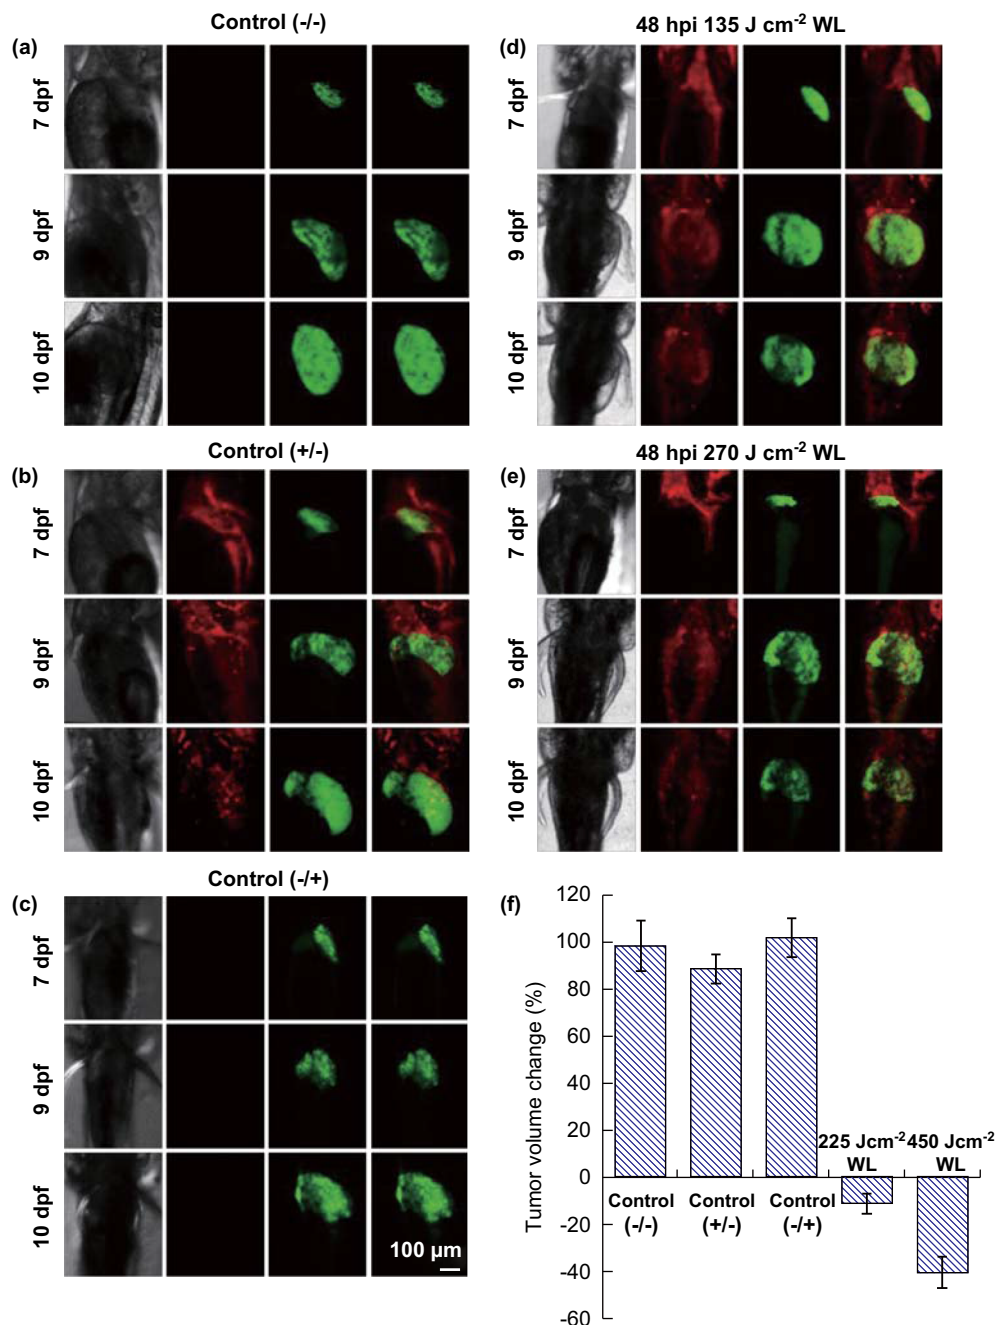 Control (-/-)
(a)
7 dpf
9 dpf
10 dpf
Control (+/-)
(b)
7 dpf
9 dpf
10 dpf
Control (-/+)
(c)
7 dpf
9 dpf
10 dpf
100 µm
48 hpi 135 J cm⁻² WL
(d)
7 dpf
9 dpf
10 dpf
48 hpi 270 J cm⁻² WL
(e)
7 dpf
9 dpf
10 dpf
(f)
Tumor volume change (%)
120
100
80
60
40
20
0
-20
-40
-60
Control
(-/-)
Control
(+/-)
Control
(-/+)
225 Jcm⁻²
WL
450 Jcm⁻²
WL